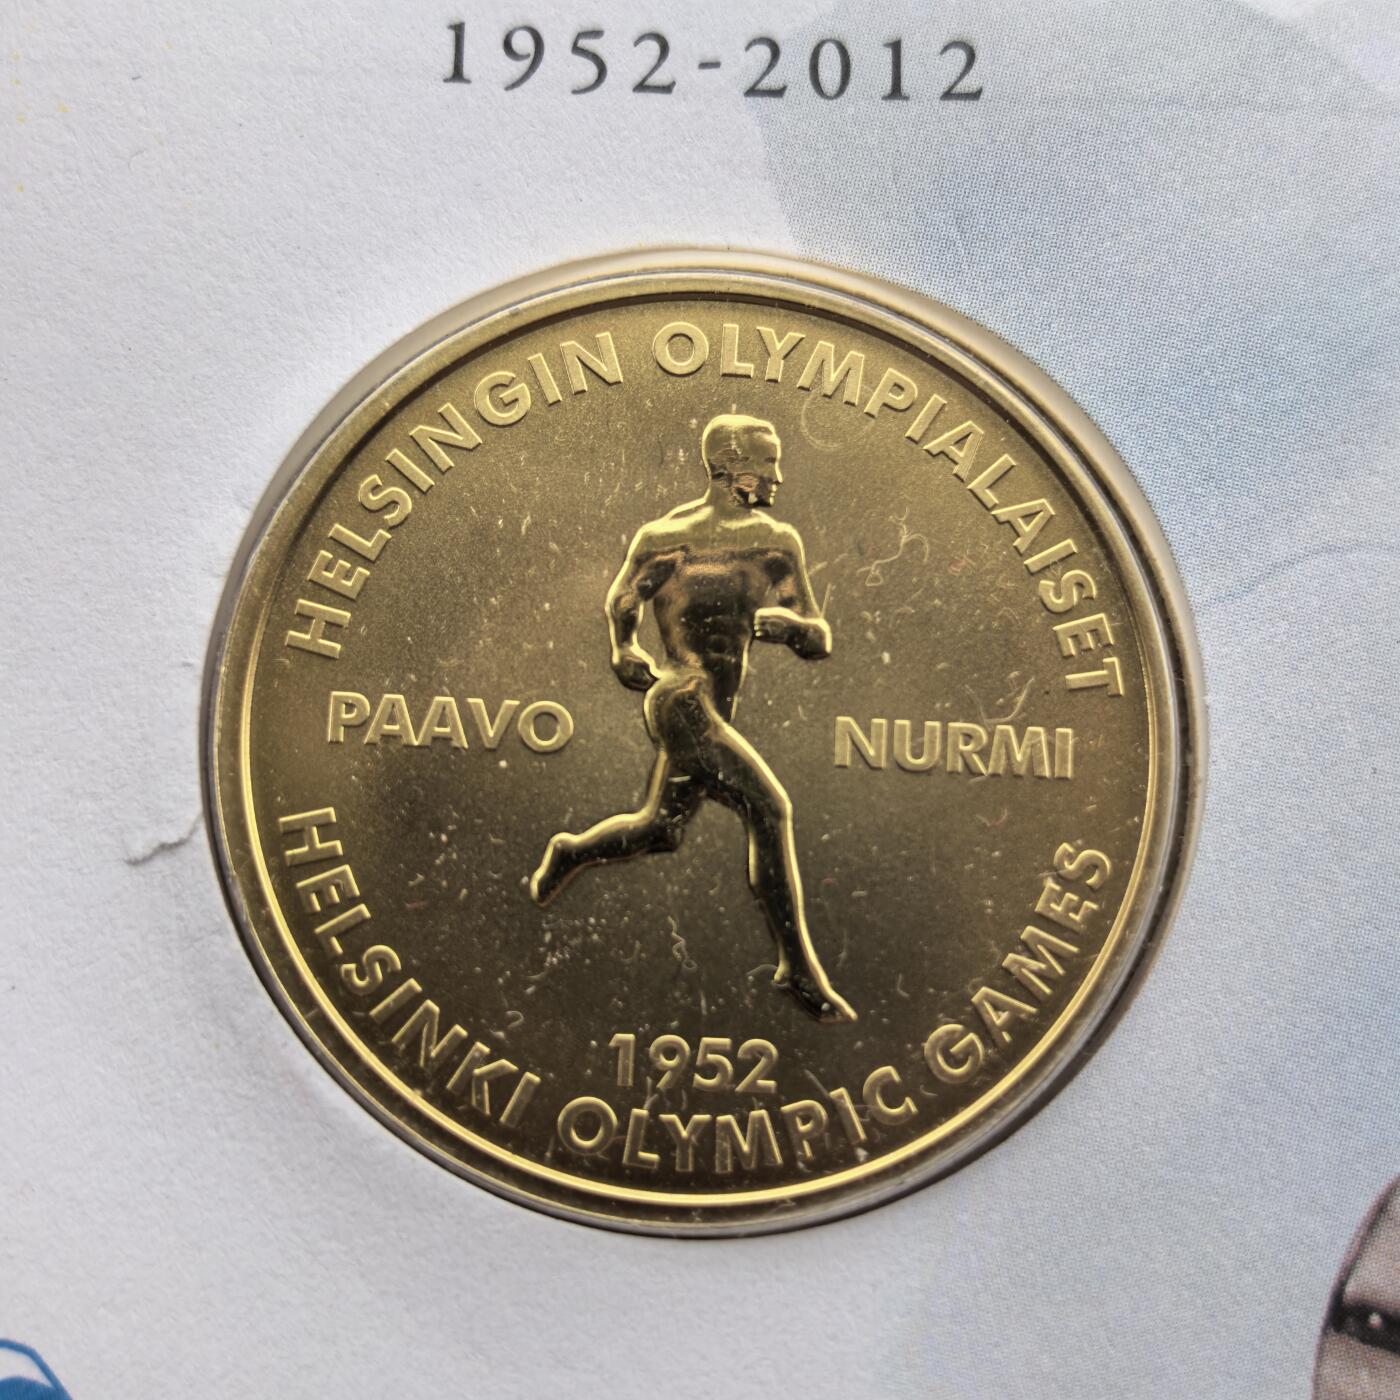 1952-2012
HELSINGIN OLYMPIALAISET
PAAVO NURMI
1952
HELSINKI OLYMPIC GAMES